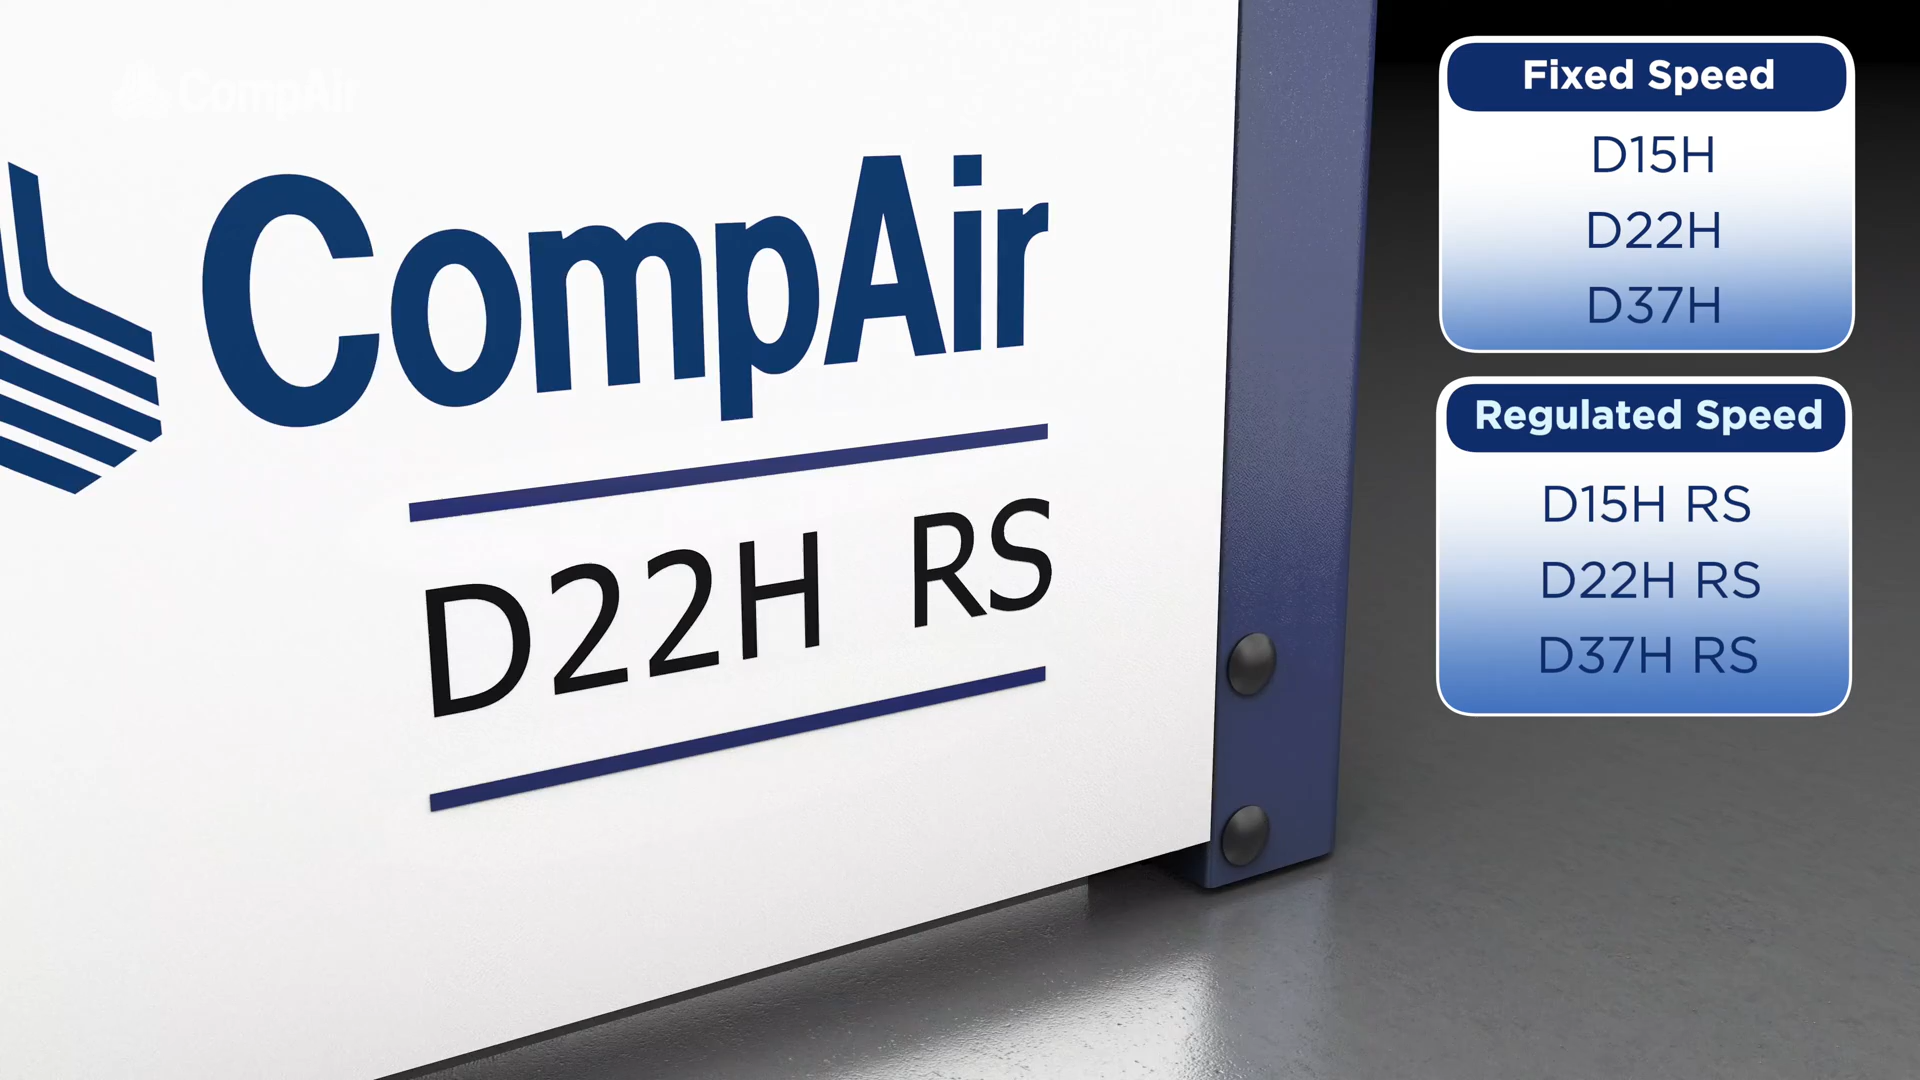 CompAir
CompAir
D22H RS
Fixed Speed
D15H
D22H
D37H
Regulated Speed
D15H RS
D22H RS
D37H RS